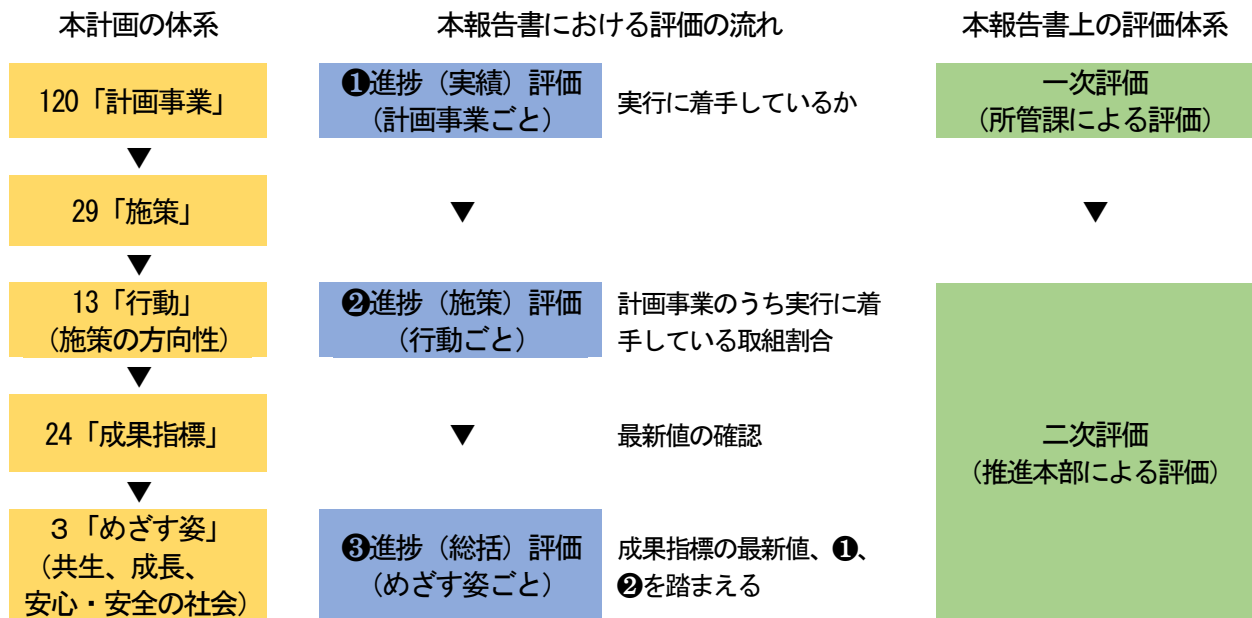 本計画の体系
本報告書における評価の流れ
本報告書上の評価体系
120「計画事業」
❶進捗（実績）評価
（計画事業ごと）
実行に着手しているか
一次評価
（所管課による評価）
▼
29「施策」
▼
▼
▼
13「行動」
（施策の方向性）
❷進捗（施策）評価
（行動ごと）
計画事業のうち実行に着
手している取組割合
▼
24「成果指標」
▼
最新値の確認
二次評価
（推進本部による評価）
▼
３「めざす姿」
（共生、成長、
安心・安全の社会）
❸進捗（総括）評価
（めざす姿ごと）
成果指標の最新値、❶、
❷を踏まえる